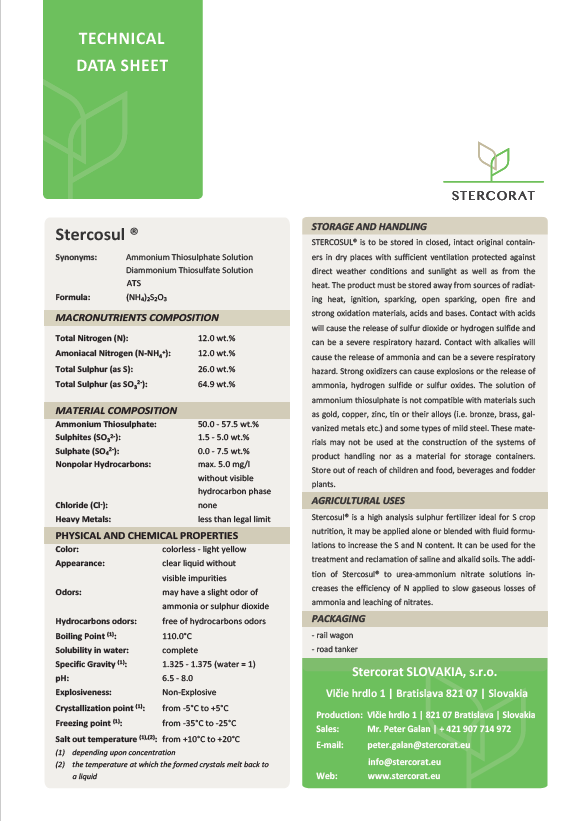 TECHNICAL
DATA SHEET
STERCORAT
Stercosul ®
Synonyms: Ammonium Thiosulphate Solution
Diammonium Thiosulfate Solution
ATS
Formula: (NH₄)₂S₂O₃
MACRONUTRIENTS COMPOSITION
Total Nitrogen (N): 12.0 wt.%
Amoniacal Nitrogen (N-NH₄⁺): 12.0 wt.%
Total Sulphur (as S): 26.0 wt.%
Total Sulphur (as SO₃²⁻): 64.9 wt.%
MATERIAL COMPOSITION
Ammonium Thiosulphate: 50.0 - 57.5 wt.%
Sulphites (SO₃²⁻): 1.5 - 5.0 wt.%
Sulphate (SO₄²⁻): 0.0 - 7.5 wt.%
Nonpolar Hydrocarbons: max. 5.0 mg/l
without visible
hydrocarbon phase
Chloride (Cl⁻): none
Heavy Metals: less than legal limit
PHYSICAL AND CHEMICAL PROPERTIES
Color: colorless - light yellow
Appearance: clear liquid without
visible impurities
Odors: may have a slight odor of
ammonia or sulphur dioxide
Hydrocarbons odors: free of hydrocarbons odors
Boiling Point ⁽¹⁾: 110.0°C
Solubility in water: complete
Specific Gravity ⁽¹⁾: 1.325 - 1.375 (water = 1)
pH: 6.5 - 8.0
Explosiveness: Non-Explosive
Crystallization point ⁽¹⁾: from -5°C to +5°C
Freezing point ⁽¹⁾: from -35°C to -25°C
Salt out temperature ⁽¹⁾,⁽²⁾: from +10°C to +20°C
(1) depending upon concentration
(2) the temperature at which the formed crystals melt back to
a liquid
STORAGE AND HANDLING
STERCOSUL® is to be stored in closed, intact original contain-
ers in dry places with sufficient ventilation protected against
direct weather conditions and sunlight as well as from the
heat. The product must be stored away from sources of radiat-
ing heat, ignition, sparking, open sparking, open fire and
strong oxidation materials, acids and bases. Contact with acids
will cause the release of sulfur dioxide or hydrogen sulfide and
can be a severe respiratory hazard. Contact with alkalies will
cause the release of ammonia and can be a severe respiratory
hazard. Strong oxidizers can cause explosions or the release of
ammonia, hydrogen sulfide or sulfur oxides. The solution of
ammonium thiosulphate is not compatible with materials such
as gold, copper, zinc, tin or their alloys (i.e. bronze, brass, gal-
vanized metals etc.) and some types of mild steel. These mate-
rials may not be used at the construction of the systems of
product handling nor as a material for storage containers.
Store out of reach of children and food, beverages and fodder
plants.
AGRICULTURAL USES
Stercosul® is a high analysis sulphur fertilizer ideal for S crop
nutrition, it may be applied alone or blended with fluid formu-
lations to increase the S and N content. It can be used for the
treatment and reclamation of saline and alkalid soils. The addi-
tion of Stercosul® to urea-ammonium nitrate solutions in-
creases the efficiency of N applied to slow gaseous losses of
ammonia and leaching of nitrates.
PACKAGING
- rail wagon
- road tanker
Stercorat SLOVAKIA, s.r.o.
Vlčie hrdlo 1 | Bratislava 821 07 | Slovakia
Production: Vlčie hrdlo 1 | 821 07 Bratislava | Slovakia
Sales: Mr. Peter Galan | + 421 907 714 972
E-mail: peter.galan@stercorat.eu
info@stercorat.eu
Web: www.stercorat.eu